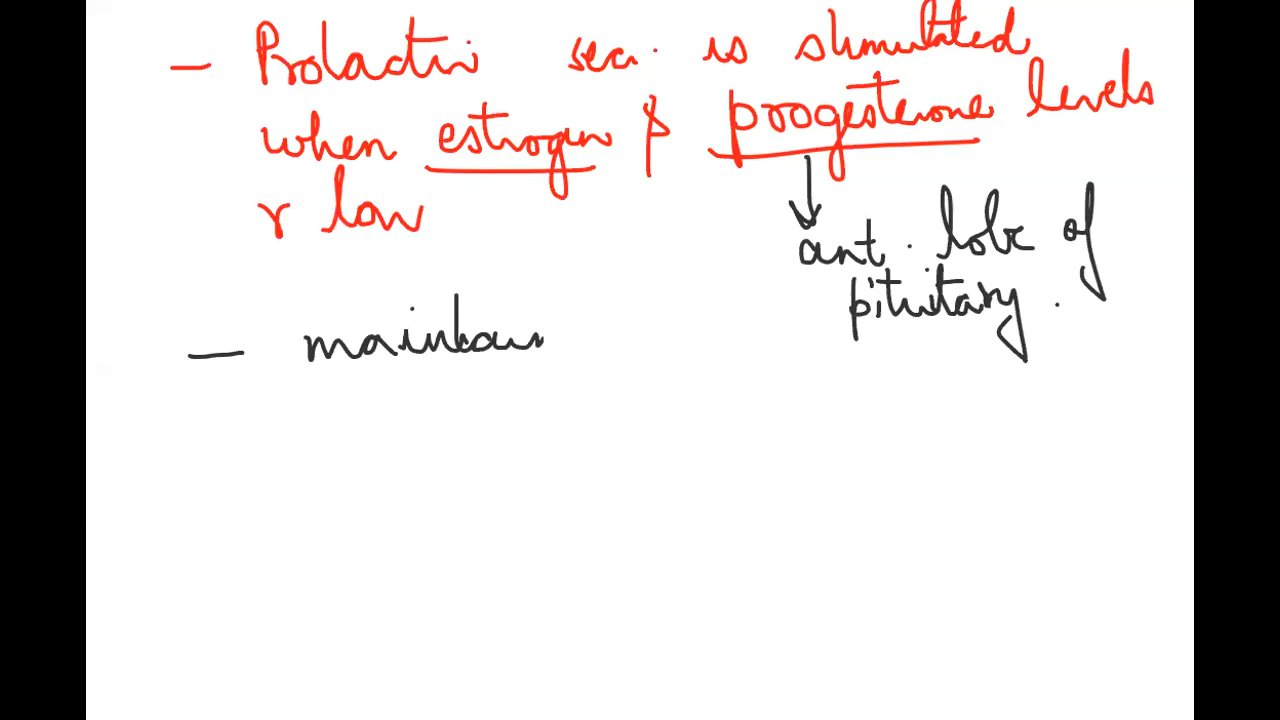 — Prolactin sec. is stimulated
when estrogen & progesterone levels
r low
ant. lobe of
pituitary.
— maintain